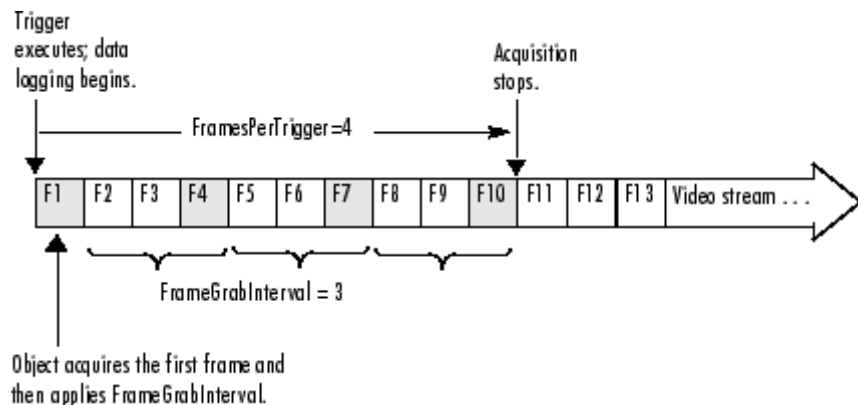 Trigger
executes; data
logging begins.
Acquisition
stops.
FramesPerTrigger=4
F1 F2 F3 F4 F5 F6 F7 F8 F9 F10 F11 F12 F13 Video stream . . .
FrameGrabInterval = 3
Object acquires the first frame and
then applies FrameGrabInterval.